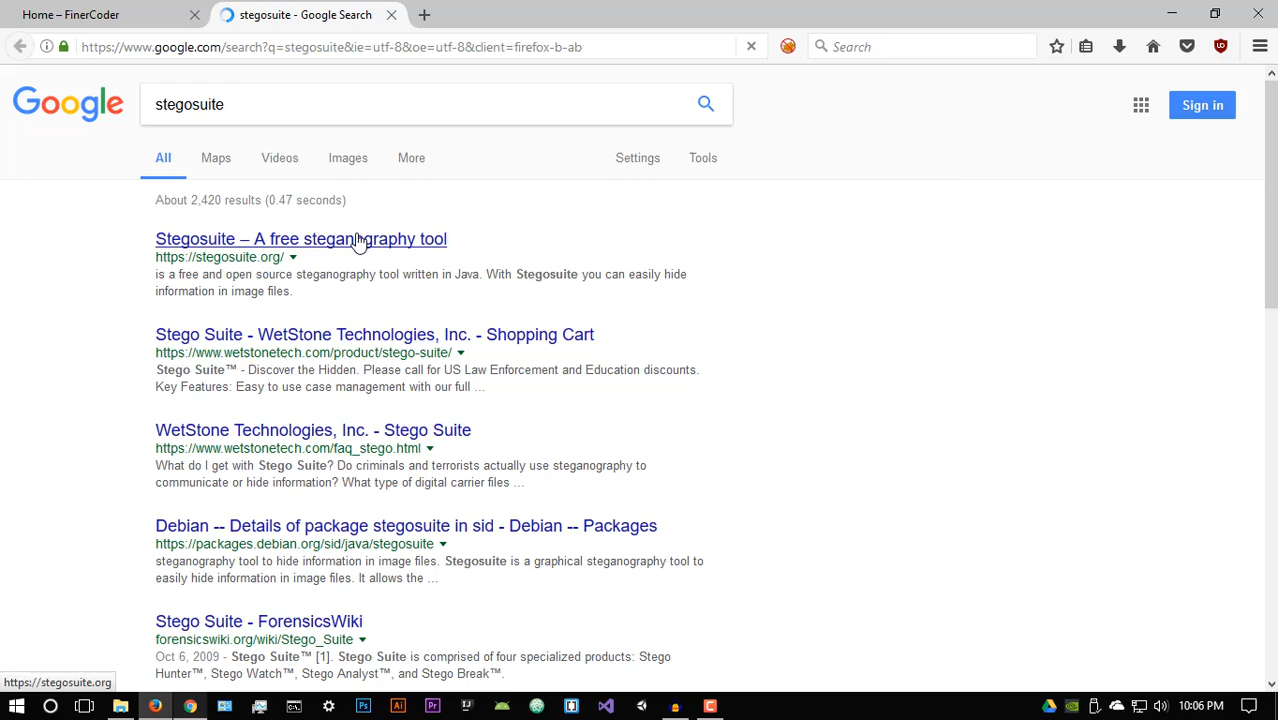 Home – FinerCoder
stegosuite - Google Search
https://www.google.com/search?q=stegosuite&ie=utf-8&oe=utf-8&client=firefox-b-ab
Search
Google
stegosuite
Sign in
All
Maps
Videos
Images
More
Settings
Tools
About 2,420 results (0.47 seconds)
Stegosuite – A free steganography tool
https://stegosuite.org/
is a free and open source steganography tool written in Java. With Stegosuite you can easily hide
information in image files.
Stego Suite - WetStone Technologies, Inc. - Shopping Cart
https://www.wetstonetech.com/product/stego-suite/
Stego Suite™ - Discover the Hidden. Please call for US Law Enforcement and Education discounts.
Key Features: Easy to use case management with our full ...
WetStone Technologies, Inc. - Stego Suite
https://www.wetstonetech.com/faq_stego.html
What do I get with Stego Suite? Do criminals and terrorists actually use steganography to
communicate or hide information? What type of digital carrier files ...
Debian -- Details of package stegosuite in sid - Debian -- Packages
https://packages.debian.org/sid/java/stegosuite
steganography tool to hide information in image files. Stegosuite is a graphical steganography tool to
easily hide information in image files. It allows the ...
Stego Suite - ForensicsWiki
forensicswiki.org/wiki/Stego_Suite
Oct 6, 2009 - Stego Suite™ [1]. Stego Suite is comprised of four specialized products: Stego
Hunter™, Stego Watch™, Stego Analyst™, and Stego Break™.
https://stegosuite.org
Ps
Ai
Pr
IJ
10:06 PM